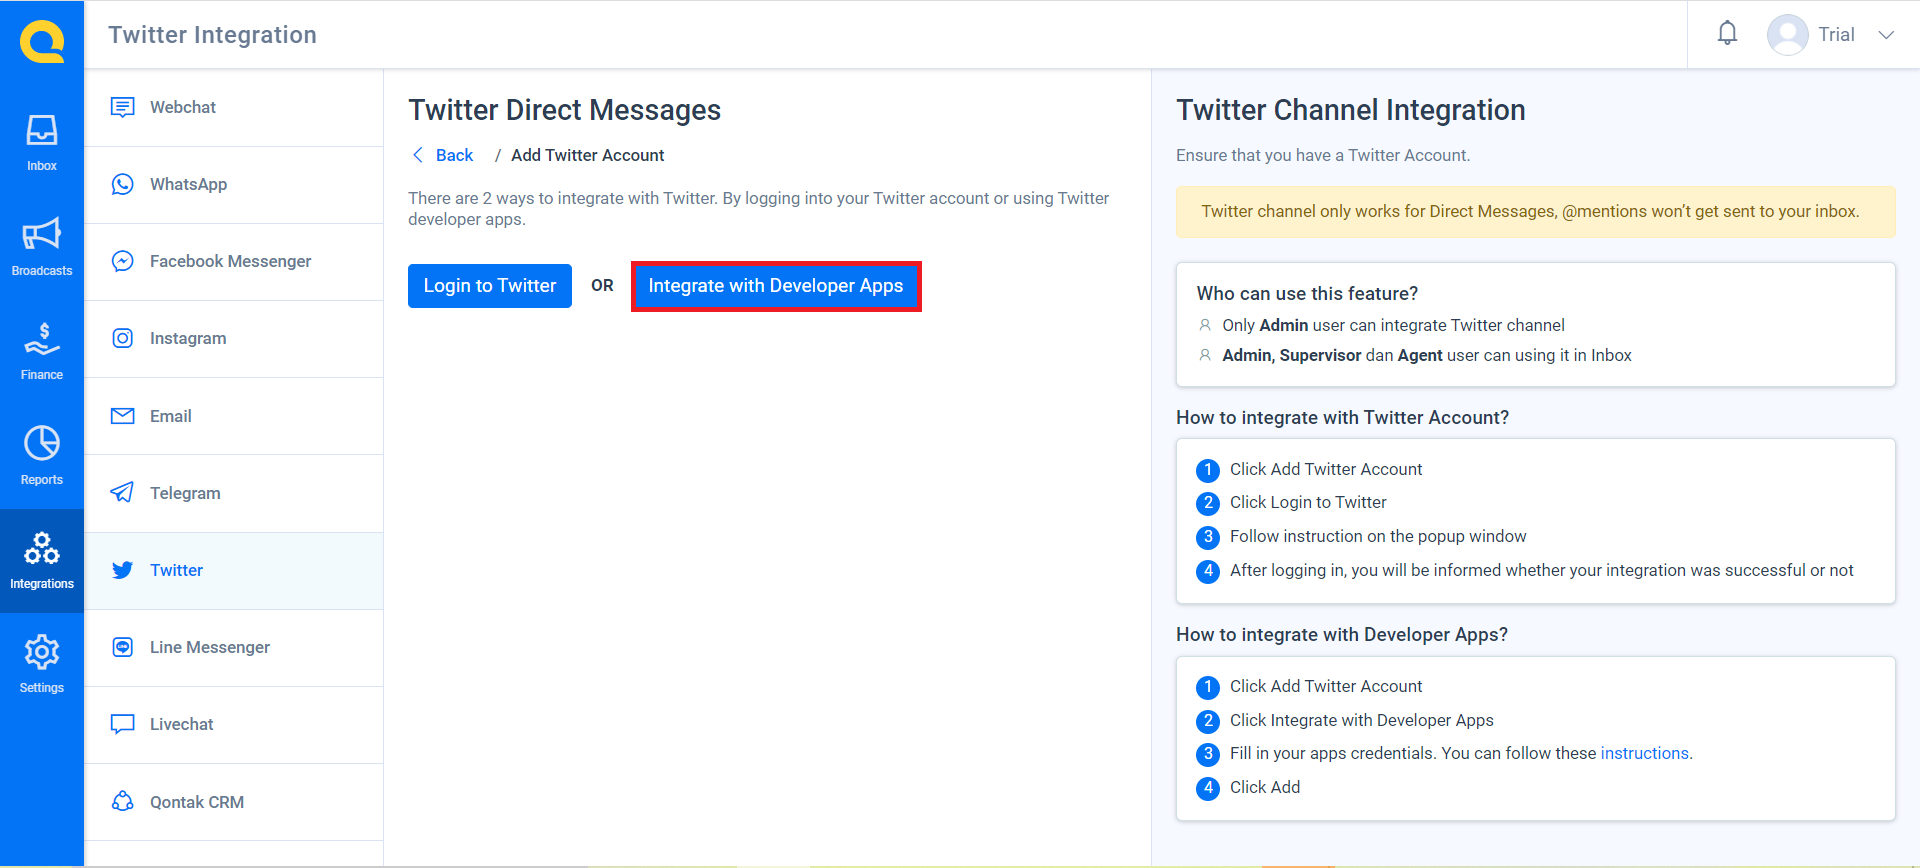 Twitter Integration
Trial
Inbox
Broadcasts
Finance
Reports
Integrations
Settings
Webchat
WhatsApp
Facebook Messenger
Instagram
Email
Telegram
Twitter
Line Messenger
Livechat
Qontak CRM
Twitter Direct Messages
Back / Add Twitter Account
There are 2 ways to integrate with Twitter. By logging into your Twitter account or using Twitter
developer apps.
Login to Twitter OR Integrate with Developer Apps
Twitter Channel Integration
Ensure that you have a Twitter Account.
Twitter channel only works for Direct Messages, @mentions won’t get sent to your inbox.
Who can use this feature?
Only Admin user can integrate Twitter channel
Admin, Supervisor dan Agent user can using it in Inbox
How to integrate with Twitter Account?
1 Click Add Twitter Account
2 Click Login to Twitter
3 Follow instruction on the popup window
4 After logging in, you will be informed whether your integration was successful or not
How to integrate with Developer Apps?
1 Click Add Twitter Account
2 Click Integrate with Developer Apps
3 Fill in your apps credentials. You can follow these instructions.
4 Click Add